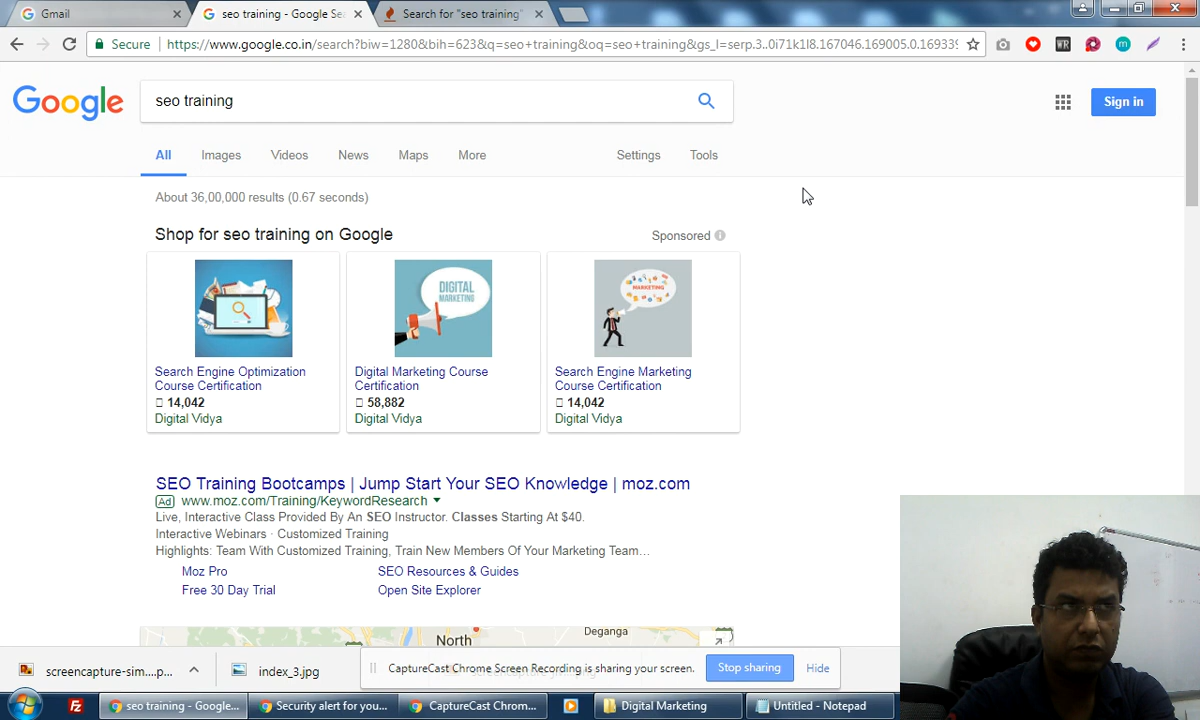 Gmail
seo training - Google Se
Search for "seo training"
Secure
https://www.google.co.in/search?biw=1280&bih=623&q=seo+training&oq=seo+training&gs_l=serp.3..0i71k1l8.167046.169005.0.169339
WR
m
Google
seo training
Sign in
All
Images
Videos
News
Maps
More
Settings
Tools
About 36,00,000 results (0.67 seconds)
Shop for seo training on Google
Sponsored
DIGITAL
MARKETING
MARKETING
Search Engine Optimization
Course Certification
14,042
Digital Vidya
Digital Marketing Course
Certification
58,882
Digital Vidya
Search Engine Marketing
Course Certification
14,042
Digital Vidya
SEO Training Bootcamps | Jump Start Your SEO Knowledge | moz.com
Ad www.moz.com/Training/KeywordResearch
Live, Interactive Class Provided By An SEO Instructor. Classes Starting At $40.
Interactive Webinars · Customized Training
Highlights: Team With Customized Training, Train New Members Of Your Marketing Team…
Moz Pro
SEO Resources & Guides
Free 30 Day Trial
Open Site Explorer
North
Deganga
screencapture-sim....p...
index_3.jpg
CaptureCast Chrome Screen Recording is sharing your screen.
Stop sharing
Hide
seo training - Google...
Security alert for you...
CaptureCast Chrom...
Digital Marketing
Untitled - Notepad